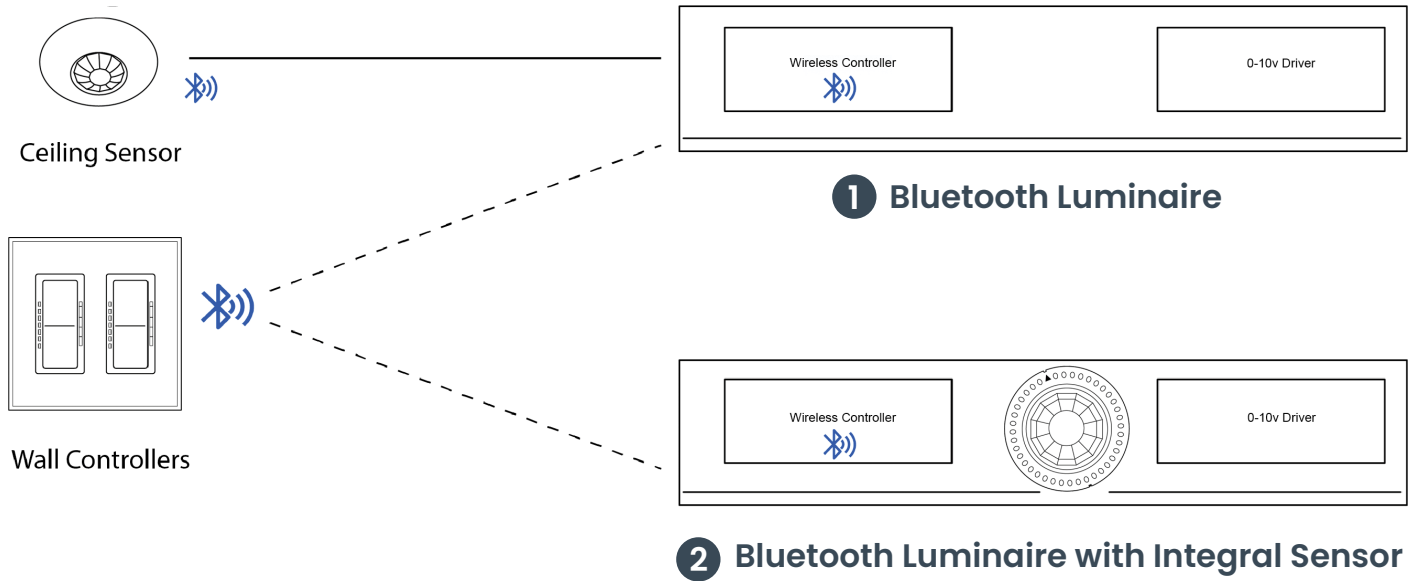 Wireless Controller
0-10v Driver
Ceiling Sensor
1 Bluetooth Luminaire
Wall Controllers
Wireless Controller
0-10v Driver
2 Bluetooth Luminaire with Integral Sensor